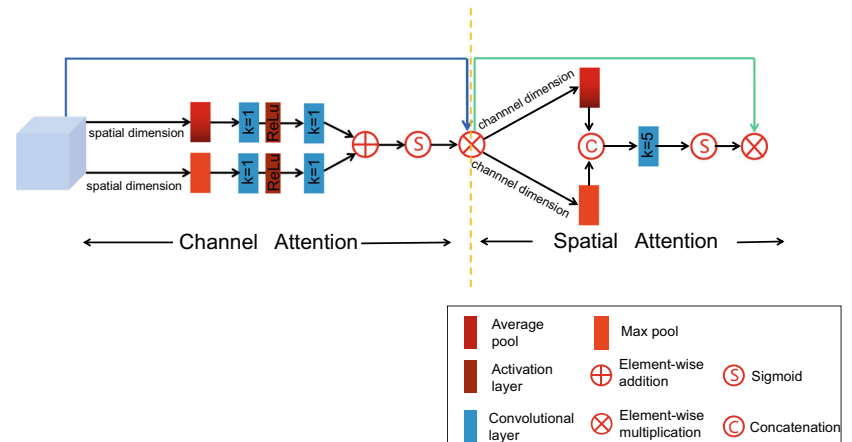 channnel dimension
spatial dimension
k=1
ReLu
k=1
S
C
k=5
S
spatial dimension
k=1
ReLu
k=1
channnel dimension
Channel Attention
Spatial Attention
Average pool
Max pool
Activation layer
Element-wise addition
S
Sigmoid
Convolutional layer
Element-wise multiplication
C
Concatenation